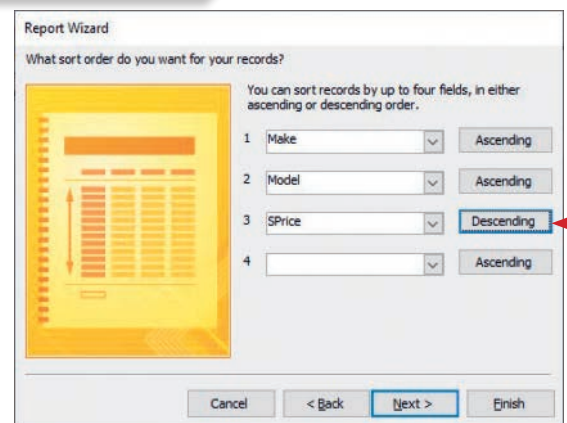 Report Wizard
What sort order do you want for your records?
You can sort records by up to four fields, in either
ascending or descending order.
1 Make Ascending
2 Model Ascending
3 SPrice Descending
4 Ascending
Cancel < Back Next > Finish